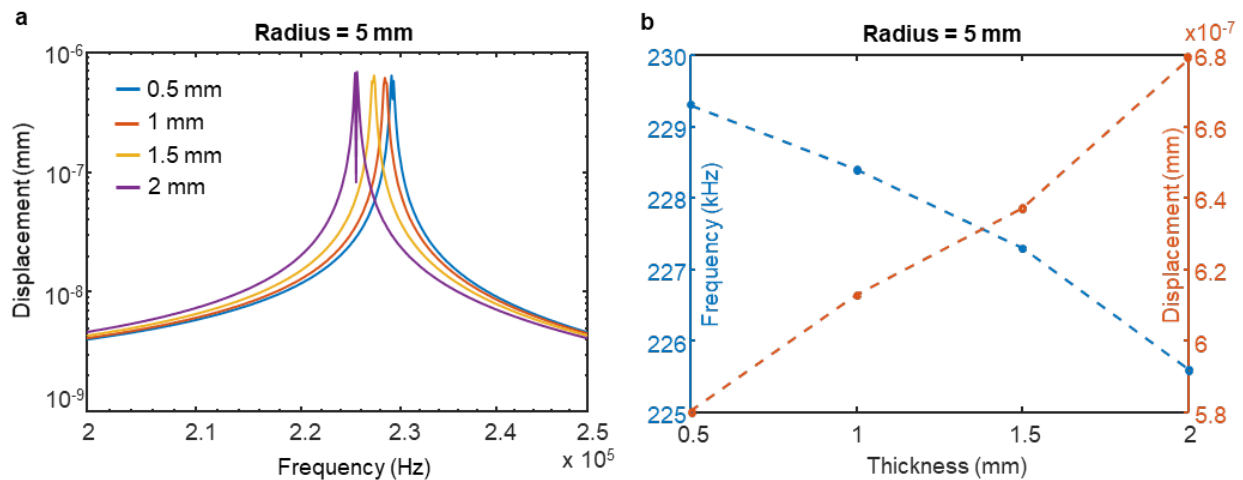 a
Radius = 5 mm
10-6
10-7
10-8
10-9
Displacement (mm)
0.5 mm
1 mm
1.5 mm
2 mm
2
2.1
2.2
2.3
2.4
2.5
Frequency (Hz)
x 10⁵
b
Radius = 5 mm
x10-7
230
229
228
227
226
225
Frequency (kHz)
6.8
6.6
6.4
6.2
6
5.8
Displacement (mm)
0.5
1
1.5
2
Thickness (mm)